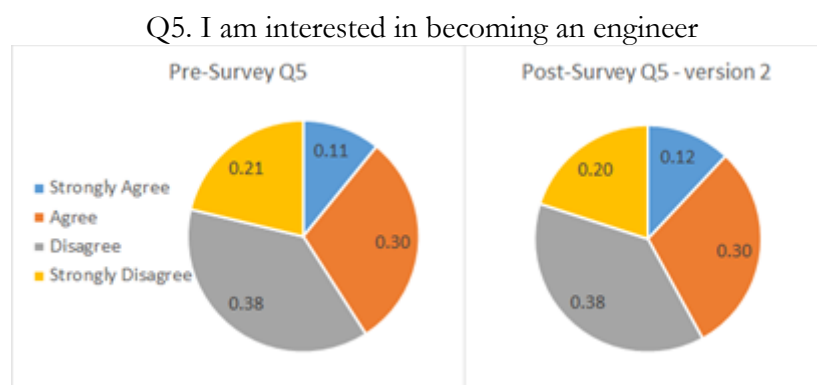 Q5. I am interested in becoming an engineer
Pre-Survey Q5
Strongly Agree
Agree
Disagree
Strongly Disagree
0.11
0.30
0.38
0.21
Post-Survey Q5 - version 2
0.12
0.30
0.38
0.20